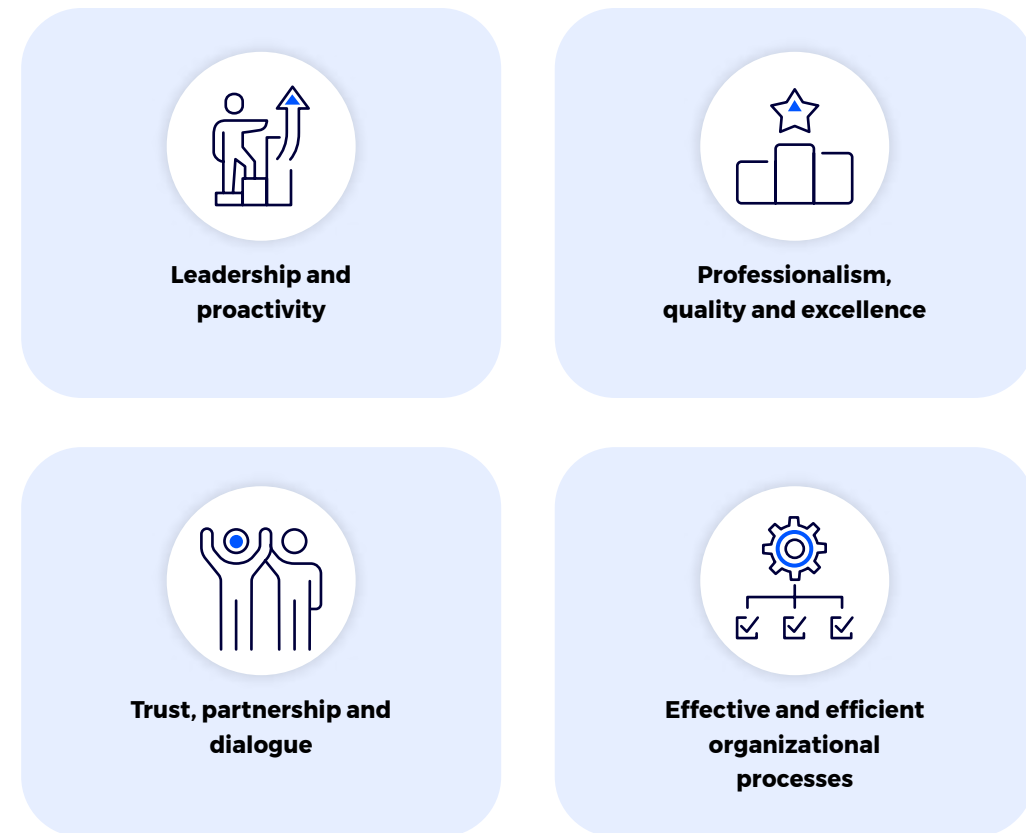 Leadership and
proactivity
Professionalism,
quality and excellence
Trust, partnership and
dialogue
Effective and efficient
organizational
processes